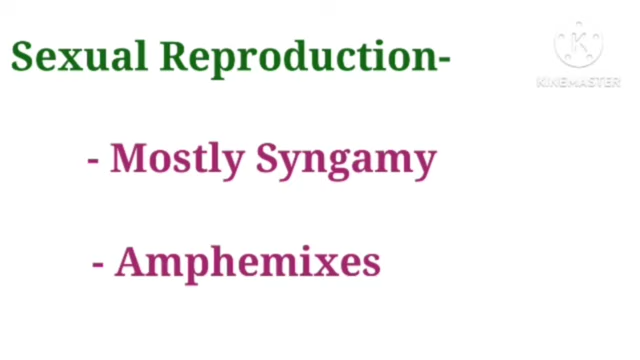 Sexual Reproduction-
K
KINEMASTER
- Mostly Syngamy
- Amphemixes